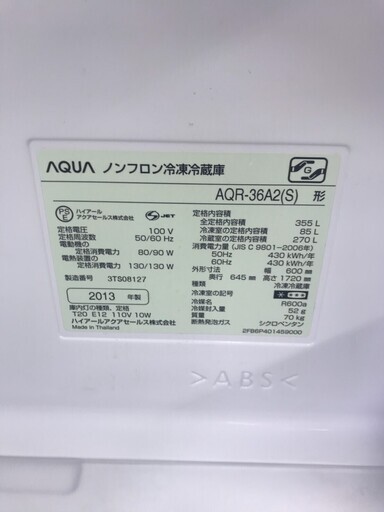 AQUA ノンフロン冷凍冷蔵庫
AQR-36A2(S) 形
PS E ハイアール アクアセールス株式会社
JET
定格電圧 100 V
定格周波数 50/60 Hz
電動機の
定格消費電力 80/90 W
電熱装置の
定格消費電力 130/130 W
製造番号 3TS08127
2013 年製
庫内灯の種類、定格
T20 E12 110V 10W
ハイアールアクアセールス株式会社
Made in Thailand
定格内容積
全定格内容積 355 L
冷凍室の定格内容積 85 L
冷蔵室の定格内容積 270 L
消費電力量(JIS C 9801-2006年)
50Hz 430 kWh/年
60Hz 430 kWh/年
外形寸法 幅 600 mm
奥行 645 mm 高さ 1720 mm
種類 冷凍冷蔵庫
冷凍室の記号
冷媒名 R600a
冷媒封入量 52 g
質量 70 kg
断熱発泡ガス シクロペンタン
2FB6P401459000
>ABS<